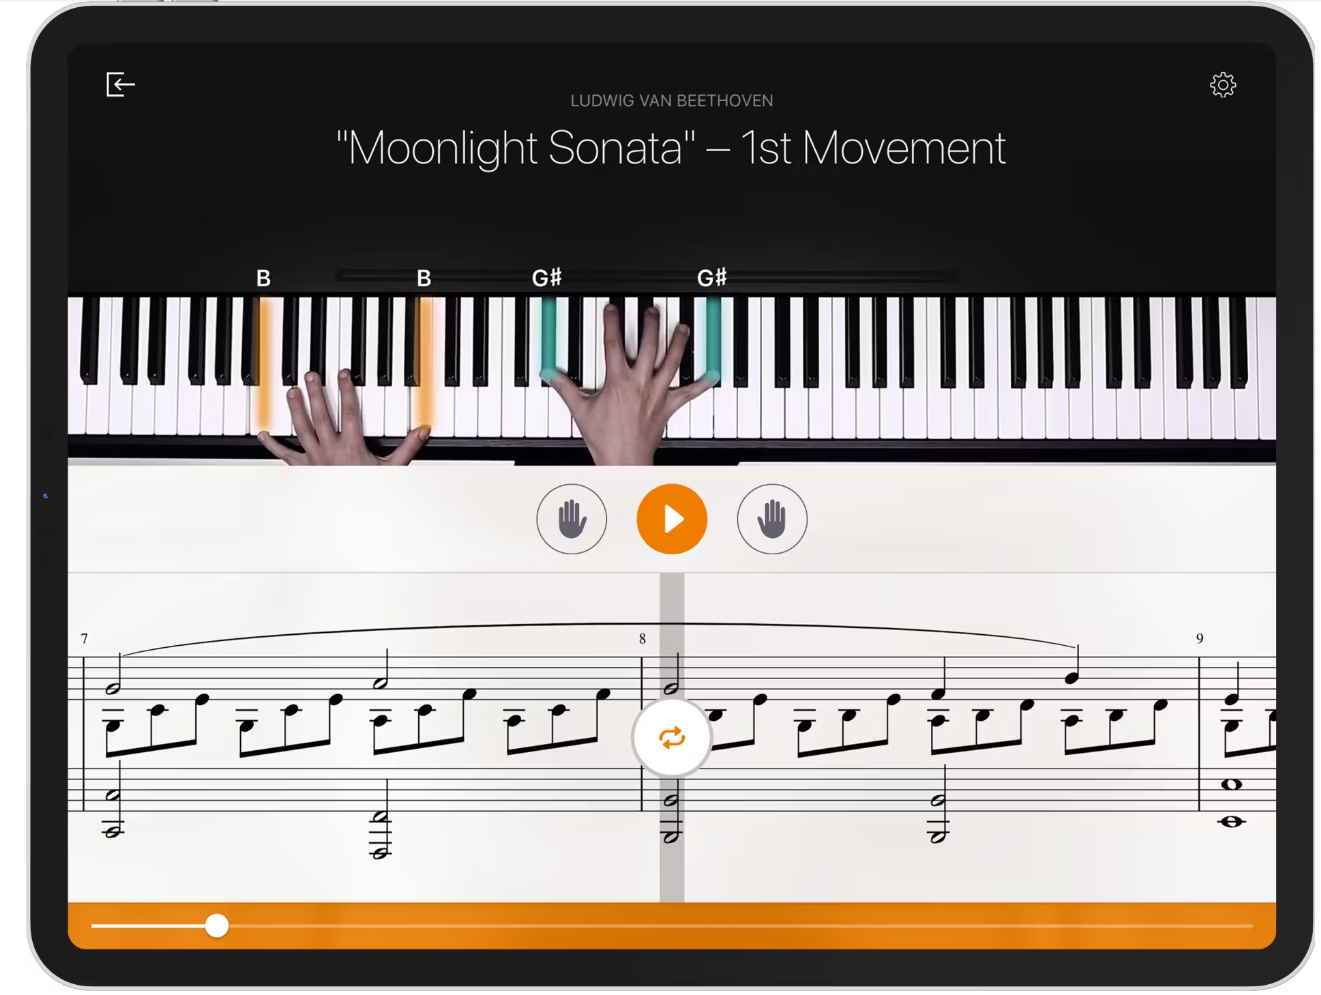 LUDWIG VAN BEETHOVEN
"Moonlight Sonata" – 1st Movement
B B G♯ G♯
7 8 9